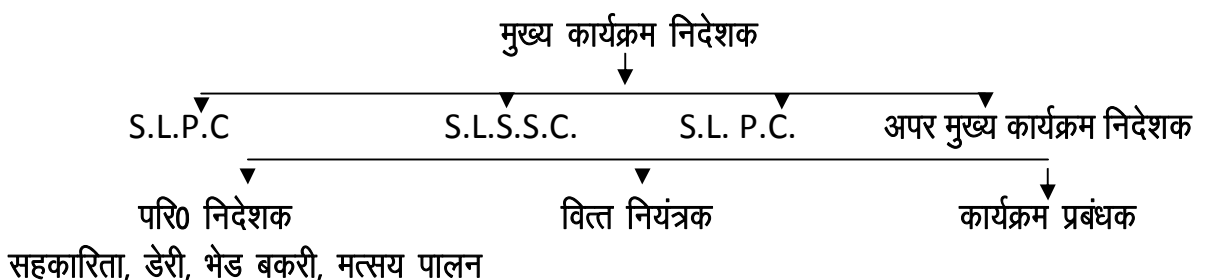 मुख्य कार्यक्रम निदेशक
S.L.P.C S.L.S.S.C. S.L. P.C. अपर मुख्य कार्यक्रम निदेशक
परि0 निदेशक वित्त नियंत्रक कार्यक्रम प्रबंधक
सहकारिता, डेरी, भेड बकरी, मत्सय पालन